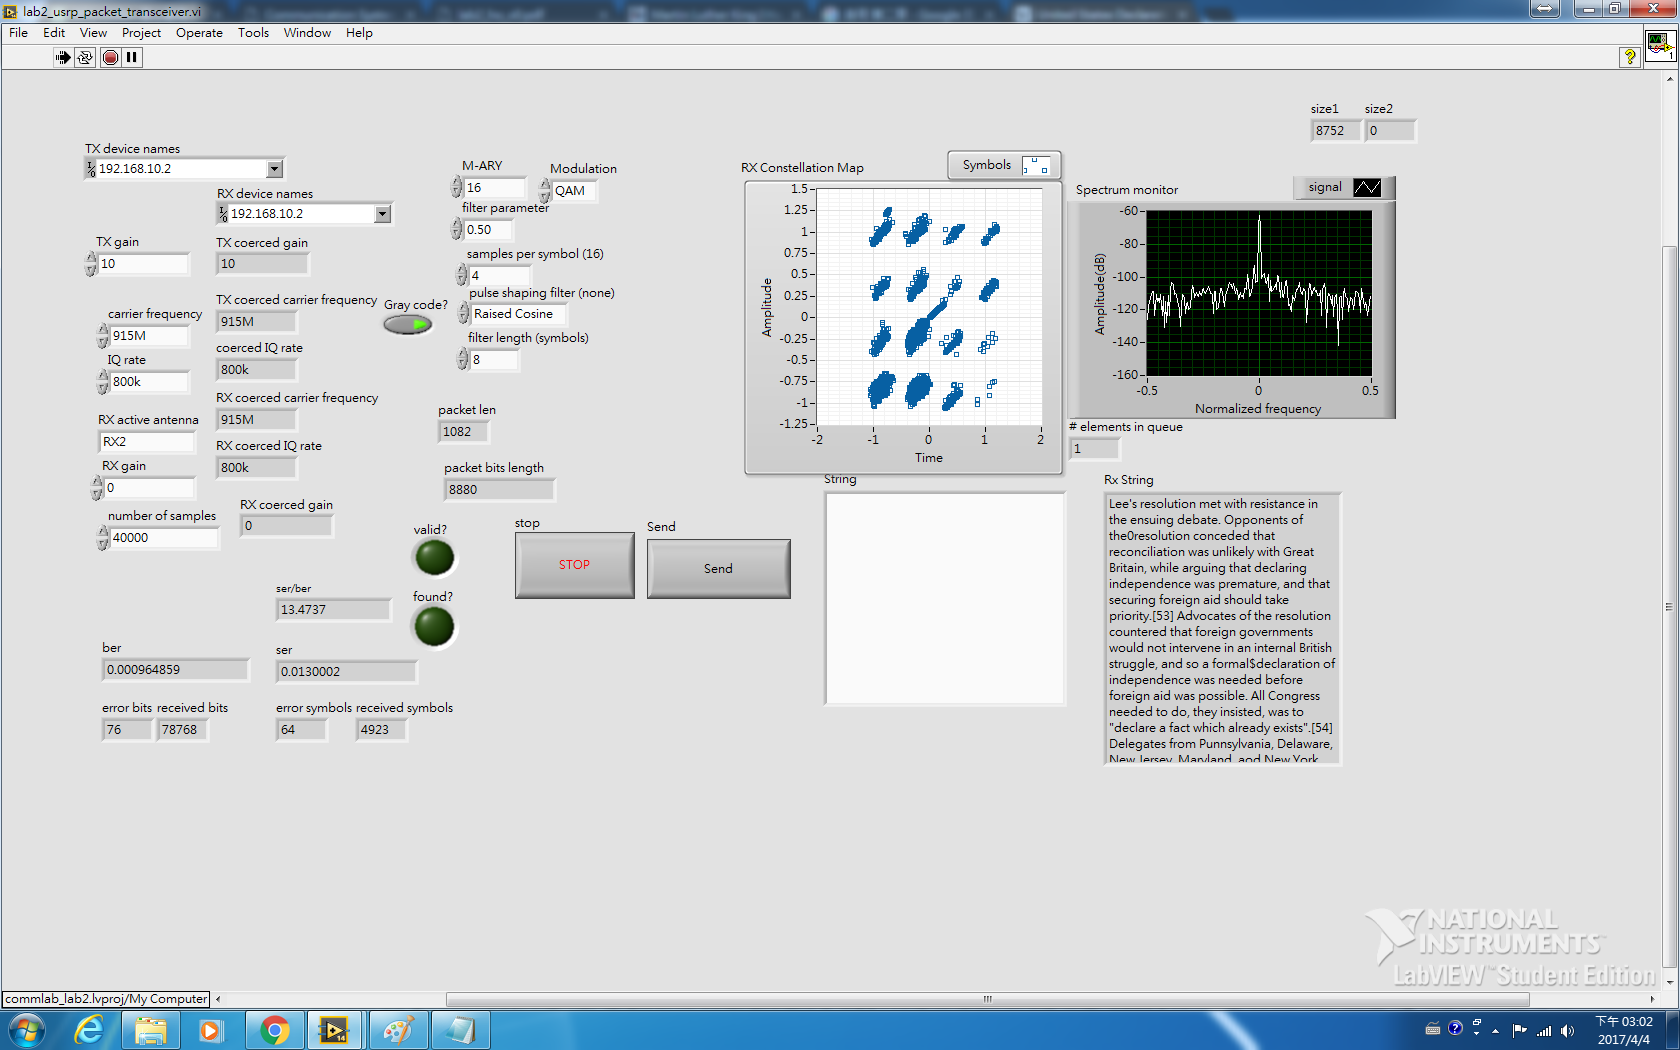 lab2_usrp_packet_transceiver.vi
File Edit View Project Operate Tools Window Help
size1 size2
8752 0
TX device names
192.168.10.2
RX device names
192.168.10.2
TX gain
10
TX coerced gain
10
carrier frequency
915M
TX coerced carrier frequency
915M
IQ rate
800k
coerced IQ rate
800k
RX coerced carrier frequency
915M
RX active antenna
RX2
RX coerced IQ rate
800k
RX gain
0
RX coerced gain
0
number of samples
40000
M-ARY
16
Modulation
QAM
filter parameter
0.50
samples per symbol (16)
4
pulse shaping filter (none)
Raised Cosine
Gray code?
filter length (symbols)
8
packet len
1082
packet bits length
8880
valid?
found?
stop
STOP
Send
Send
ser/ber
13.4737
ber
0.000964859
ser
0.0130002
error bits received bits
76 78768
error symbols received symbols
64 4923
RX Constellation Map
Symbols
1.5
1.25
1
0.75
0.5
0.25
0
-0.25
-0.5
-0.75
-1
-1.25
Amplitude
-2 -1 0 1 2
Time
Spectrum monitor
signal
-60
-80
-100
-120
-140
-160
Amplitude(dB)
-0.5 0 0.5
Normalized frequency
# elements in queue
1
String
Rx String
Lee's resolution met with resistance in
the ensuing debate. Opponents of
the0resolution conceded that
reconciliation was unlikely with Great
Britain, while arguing that declaring
independence was premature, and that
securing foreign aid should take
priority.[53] Advocates of the resolution
countered that foreign governments
would not intervene in an internal British
struggle, and so a formal$declaration of
independence was needed before
foreign aid was possible. All Congress
needed to do, they insisted, was to
"declare a fact which already exists".[54]
Delegates from Punnsylvania, Delaware,
New Jersey, Maryland, aod New York
NATIONAL
INSTRUMENTS™
LabVIEW™ Student Edition
commlab_lab2.lvproj/My Computer
14
下午 03:02
2017/4/4